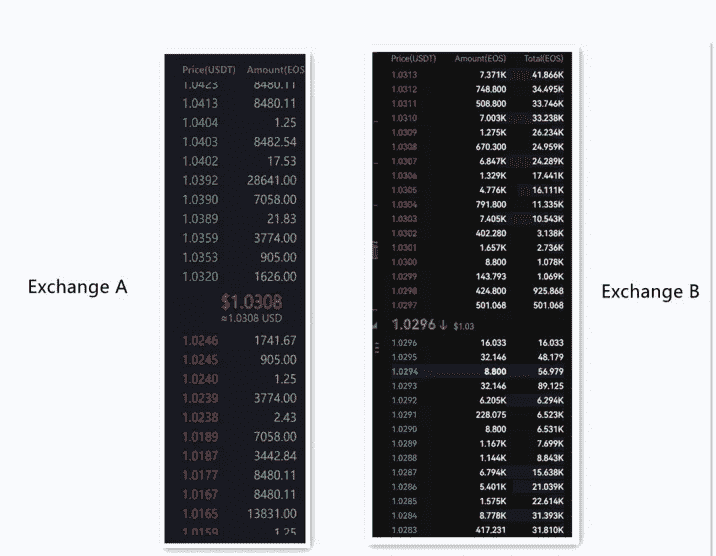 Exchange A
Price(USDT) Amount(EOS
1.0423 8480.11
1.0413 8480.11
1.0404 1.25
1.0403 8482.54
1.0402 17.53
1.0392 28641.00
1.0390 7058.00
1.0389 21.83
1.0359 3774.00
1.0353 905.00
1.0320 1626.00
$1.0308
≈1.0308 USD
1.0246 1741.67
1.0245 905.00
1.0240 1.25
1.0239 3774.00
1.0238 2.43
1.0189 7058.00
1.0187 3442.84
1.0177 8480.11
1.0167 8480.11
1.0165 13831.00
1.0159 1.25
Price(USDT) Amount(EOS) Total(EOS)
1.0313 7.371K 41.866K
1.0312 748.800 34.495K
1.0311 508.800 33.746K
1.0310 7.003K 33.238K
1.0309 1.275K 26.234K
1.0308 670.300 24.959K
1.0307 6.847K 24.289K
1.0306 1.329K 17.441K
1.0305 4.776K 16.111K
1.0304 791.800 11.335K
1.0303 7.405K 10.543K
1.0302 402.280 3.138K
1.0301 1.657K 2.736K
1.0300 8.800 1.078K
1.0299 143.793 1.069K
1.0298 424.800 925.868
1.0297 501.068 501.068
1.0296 ↓ $1.03
1.0296 16.033 16.033
1.0295 32.146 48.179
1.0294 8.800 56.979
1.0293 32.146 89.125
1.0292 6.205K 6.294K
1.0291 228.075 6.523K
1.0290 8.800 6.531K
1.0289 1.167K 7.699K
1.0288 1.144K 8.843K
1.0287 6.794K 15.638K
1.0286 5.401K 21.039K
1.0285 1.575K 22.614K
1.0284 8.778K 31.393K
1.0283 417.231 31.810K
Exchange B